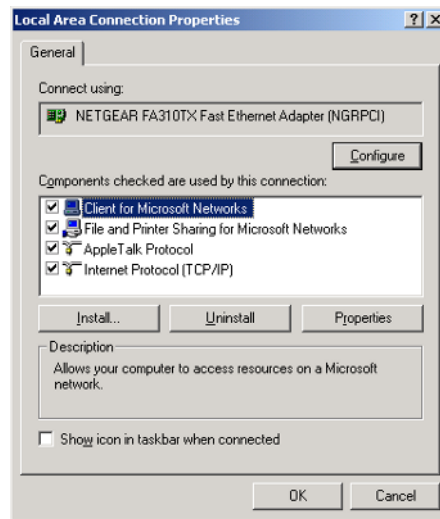 Local Area Connection Properties
General
Connect using:
NETGEAR FA310TX Fast Ethernet Adapter (NGRPCI)
Configure
Components checked are used by this connection:
Client for Microsoft Networks
File and Printer Sharing for Microsoft Networks
AppleTalk Protocol
Internet Protocol (TCP/IP)
Install... Uninstall Properties
Description
Allows your computer to access resources on a Microsoft
network.
Show icon in taskbar when connected
OK Cancel